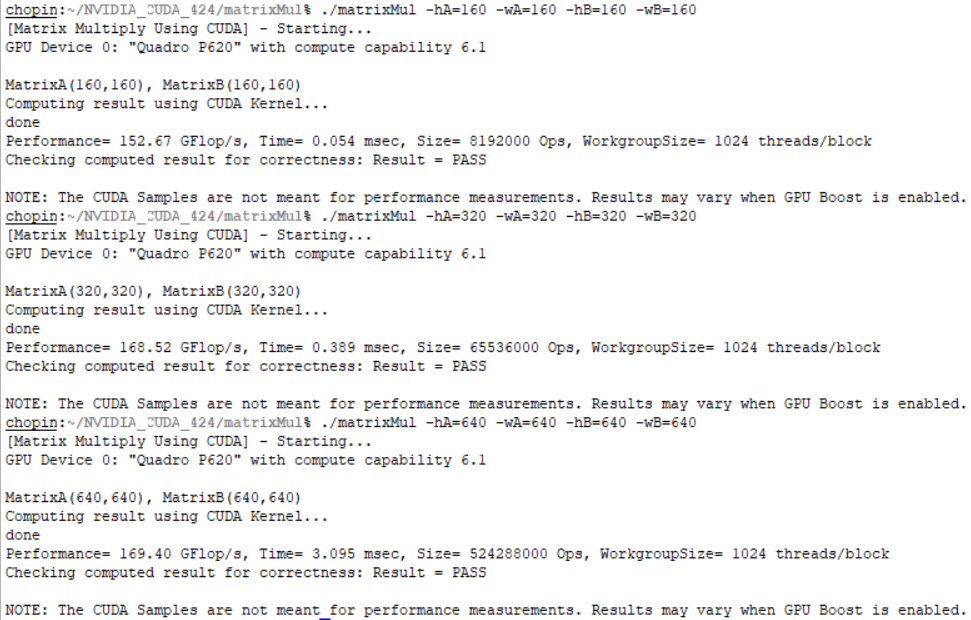 chopin:~/NVIDIA_CUDA_424/matrixMul% ./matrixMul -hA=160 -wA=160 -hB=160 -wB=160
[Matrix Multiply Using CUDA] - Starting...
GPU Device 0: "Quadro P620" with compute capability 6.1

MatrixA(160,160), MatrixB(160,160)
Computing result using CUDA Kernel...
done
Performance= 152.67 GFlop/s, Time= 0.054 msec, Size= 8192000 Ops, WorkgroupSize= 1024 threads/block
Checking computed result for correctness: Result = PASS

NOTE: The CUDA Samples are not meant for performance measurements. Results may vary when GPU Boost is enabled.
chopin:~/NVIDIA_CUDA_424/matrixMul% ./matrixMul -hA=320 -wA=320 -hB=320 -wB=320
[Matrix Multiply Using CUDA] - Starting...
GPU Device 0: "Quadro P620" with compute capability 6.1

MatrixA(320,320), MatrixB(320,320)
Computing result using CUDA Kernel...
done
Performance= 168.52 GFlop/s, Time= 0.389 msec, Size= 65536000 Ops, WorkgroupSize= 1024 threads/block
Checking computed result for correctness: Result = PASS

NOTE: The CUDA Samples are not meant for performance measurements. Results may vary when GPU Boost is enabled.
chopin:~/NVIDIA_CUDA_424/matrixMul% ./matrixMul -hA=640 -wA=640 -hB=640 -wB=640
[Matrix Multiply Using CUDA] - Starting...
GPU Device 0: "Quadro P620" with compute capability 6.1

MatrixA(640,640), MatrixB(640,640)
Computing result using CUDA Kernel...
done
Performance= 169.40 GFlop/s, Time= 3.095 msec, Size= 524288000 Ops, WorkgroupSize= 1024 threads/block
Checking computed result for correctness: Result = PASS

NOTE: The CUDA Samples are not meant for performance measurements. Results may vary when GPU Boost is enabled.